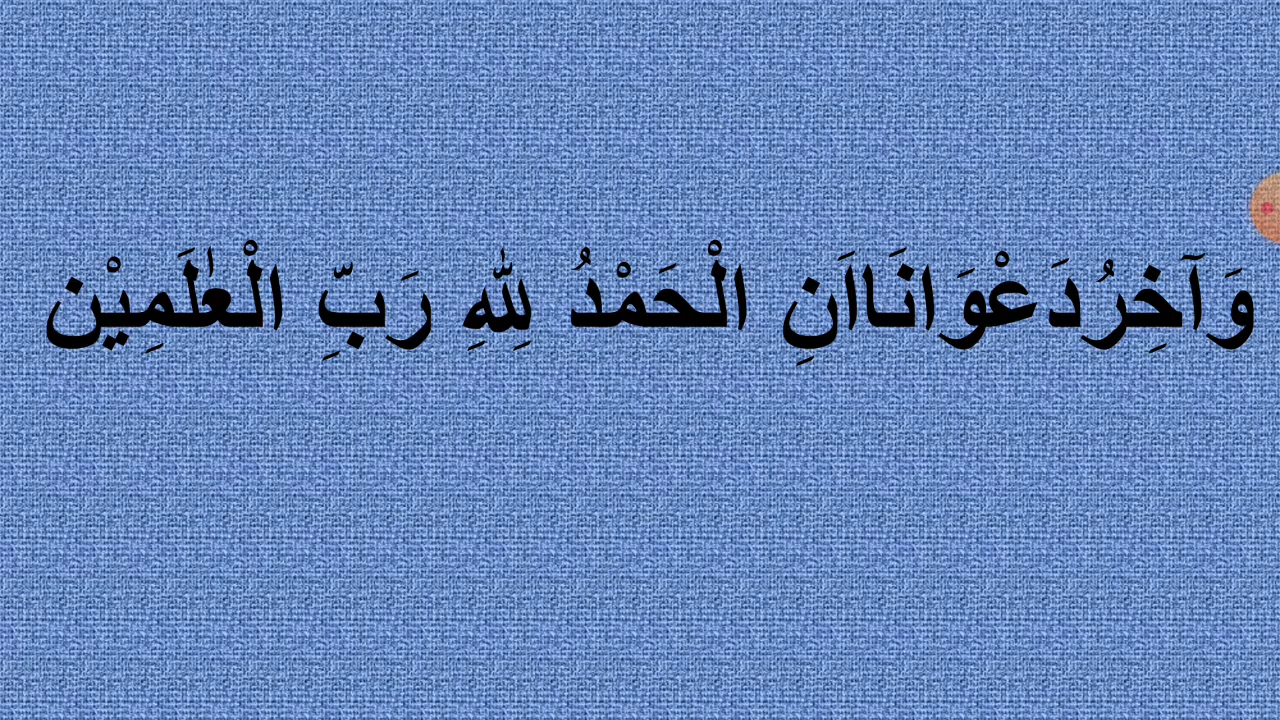 وَآخِرُدَعْوَانَااَنِ الْحَمْدُ لِلّٰهِ رَبِّ الْعٰلَمِيْن